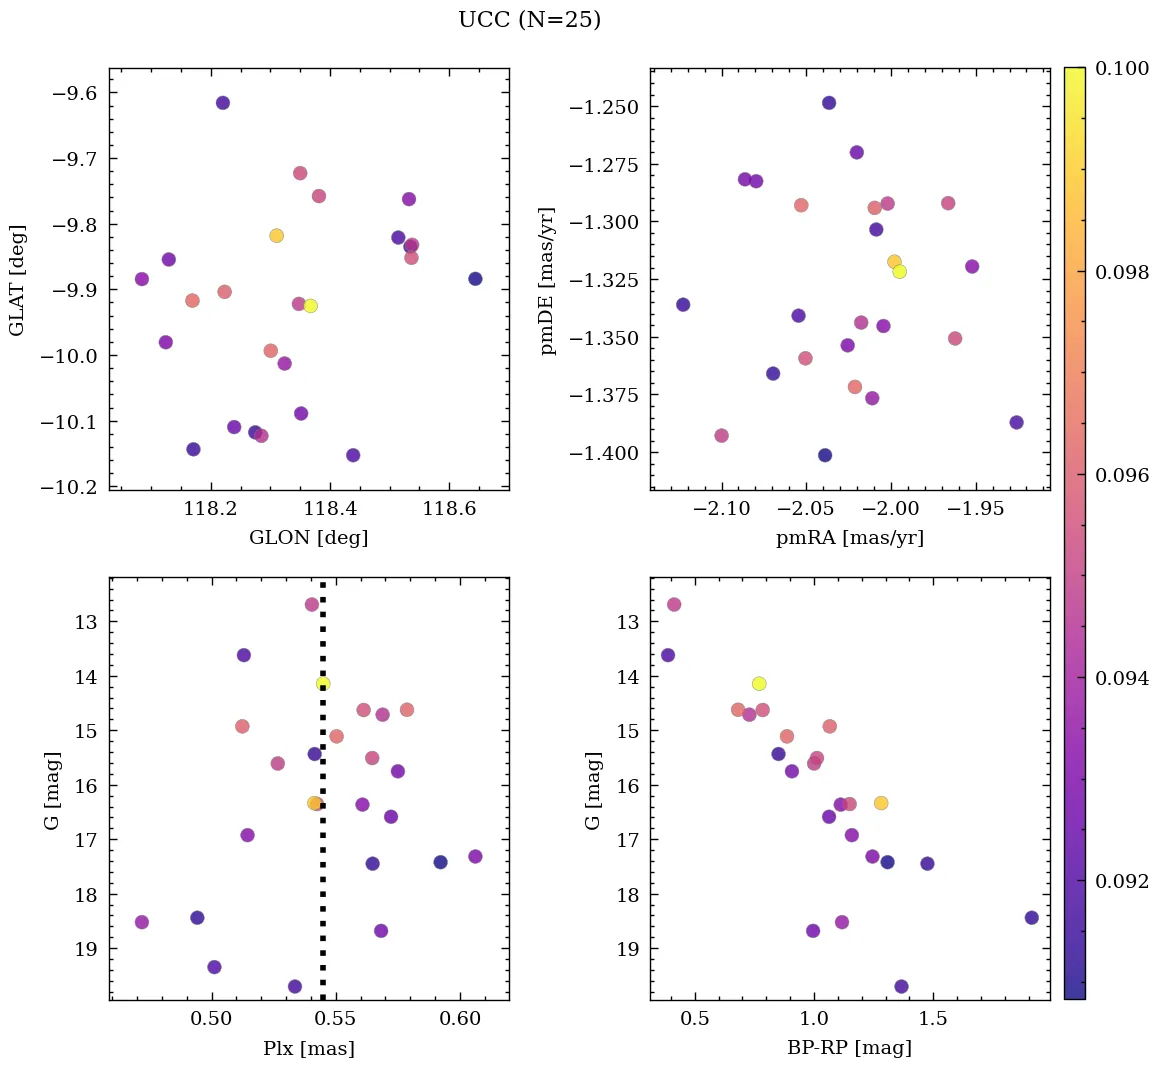 UCC (N=25)
−9.6
−9.7
−9.8
−9.9
−10.0
−10.1
−10.2
GLAT [deg]
118.2 118.4 118.6
GLON [deg]
−1.250
−1.275
−1.300
−1.325
−1.350
−1.375
−1.400
pmDE [mas/yr]
−2.10 −2.05 −2.00 −1.95
pmRA [mas/yr]
13
14
15
16
17
18
19
G [mag]
0.50 0.55 0.60
Plx [mas]
13
14
15
16
17
18
19
G [mag]
0.5 1.0 1.5
BP-RP [mag]
0.100
0.098
0.096
0.094
0.092